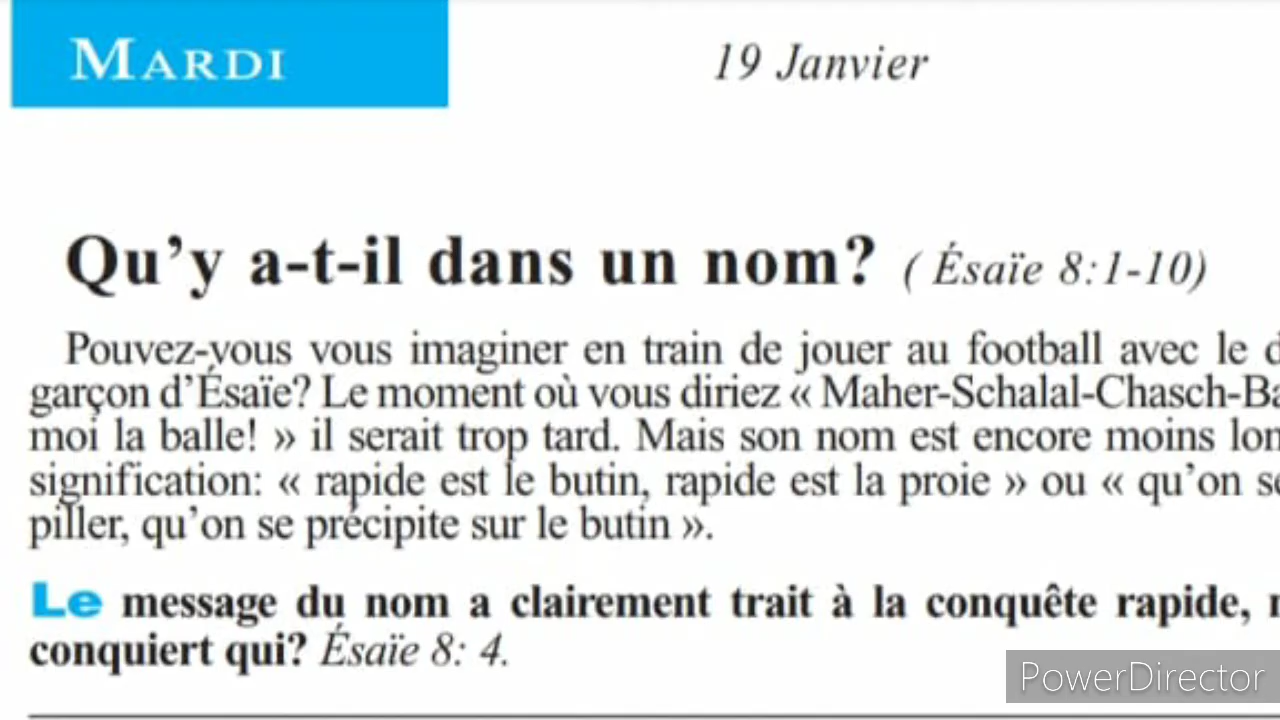 MARDI
19 Janvier
Qu’y a-t-il dans un nom? ( Ésaïe 8:1-10)
Pouvez-vous vous imaginer en train de jouer au football avec le
garçon d’Ésaïe? Le moment où vous diriez « Maher-Schalal-Chasch-
moi la balle! » il serait trop tard. Mais son nom est encore moins
signification: « rapide est le butin, rapide est la proie » ou « qu’on
piller, qu’on se précipite sur le butin ».
Le message du nom a clairement trait à la conquête rapide,
conquiert qui? Ésaïe 8: 4.
PowerDirector